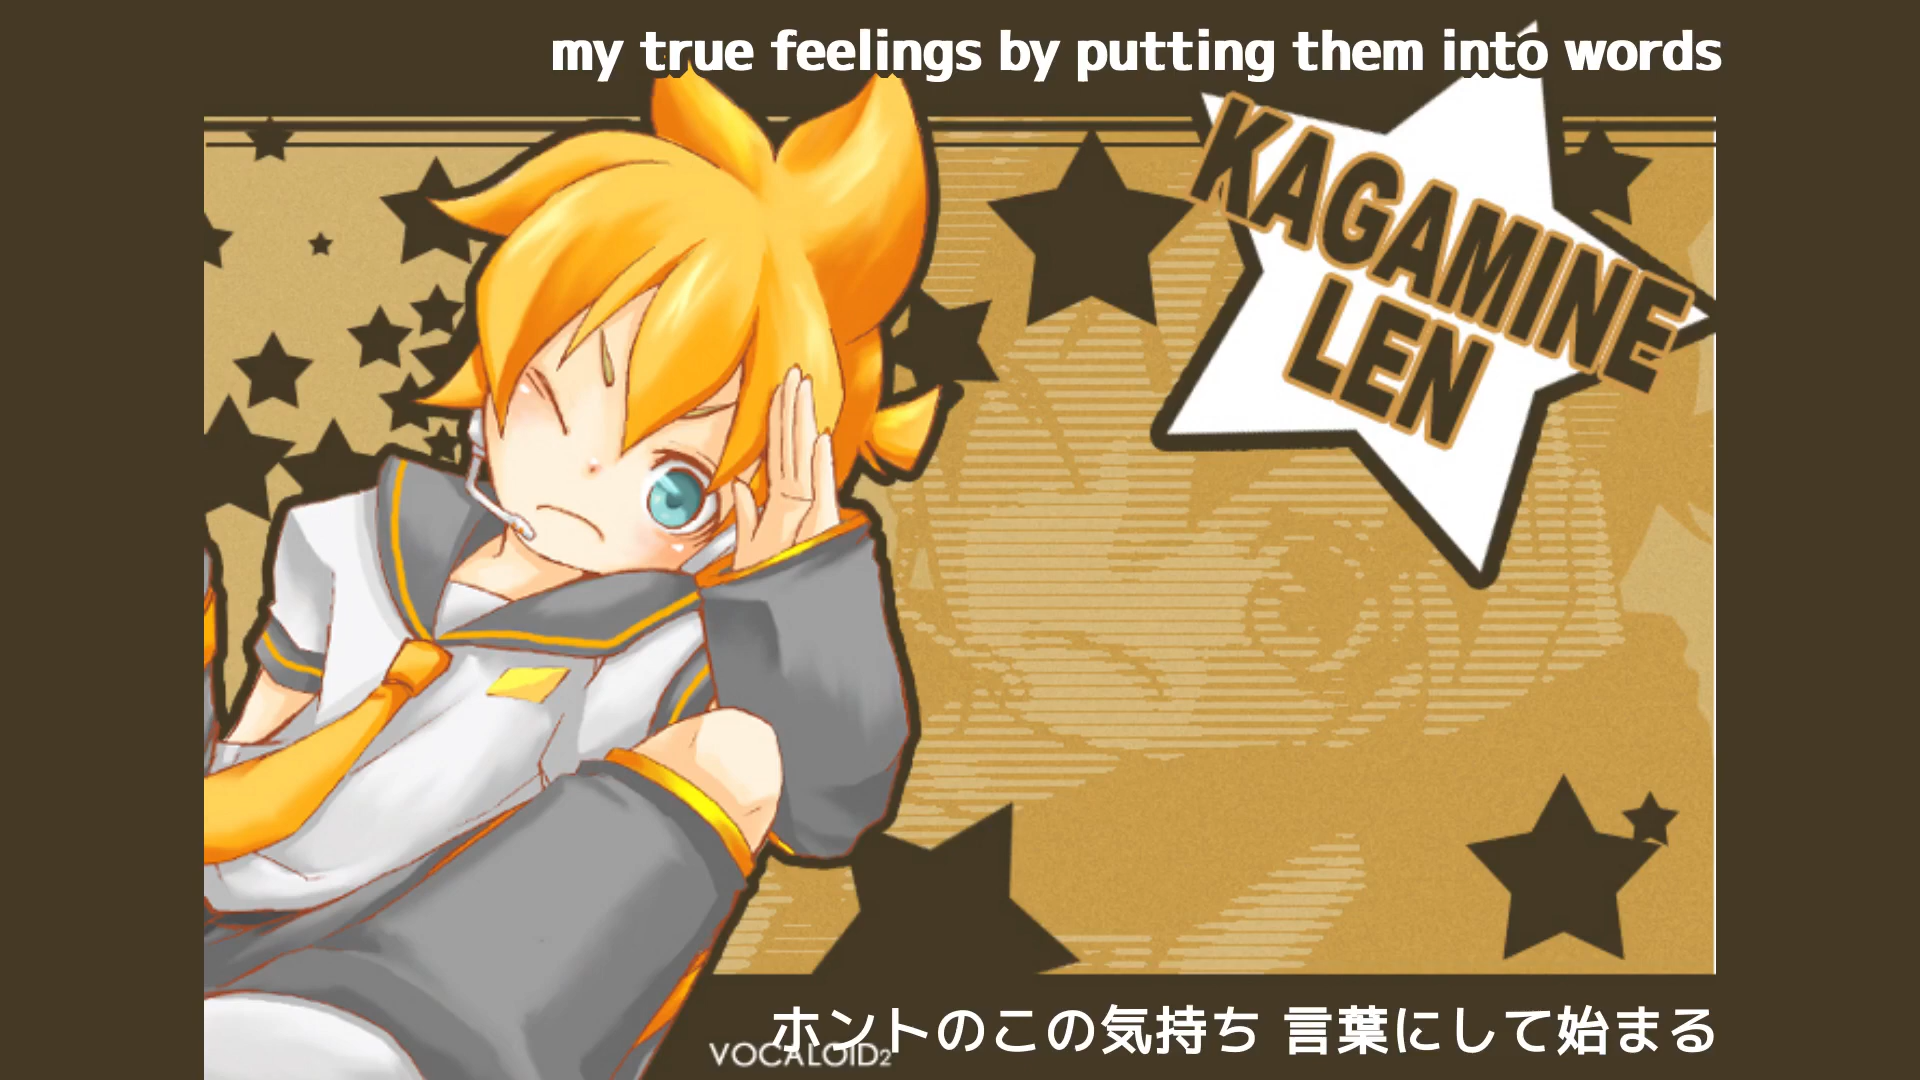 my true feelings by putting them into words
KAGAMINE
LEN
ホントのこの気持ち 言葉にして始まる
VOCALOID2